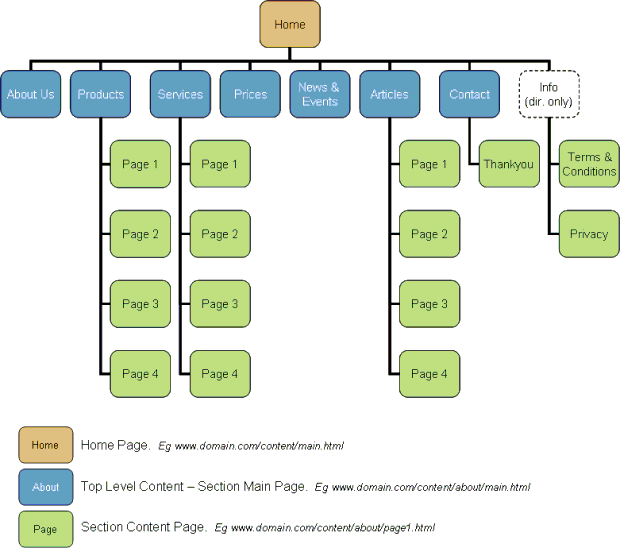 Home
About Us
Products
Services
Prices
News &
Events
Articles
Contact
Info
(dir. only)
Page 1
Page 1
Page 1
Thankyou
Terms &
Conditions
Page 2
Page 2
Page 2
Privacy
Page 3
Page 3
Page 3
Page 4
Page 4
Page 4
Home
Home Page. Eg www.domain.com/content/main.html
About
Top Level Content – Section Main Page. Eg www.domain.com/content/about/main.html
Page
Section Content Page. Eg www.domain.com/content/about/page1.html